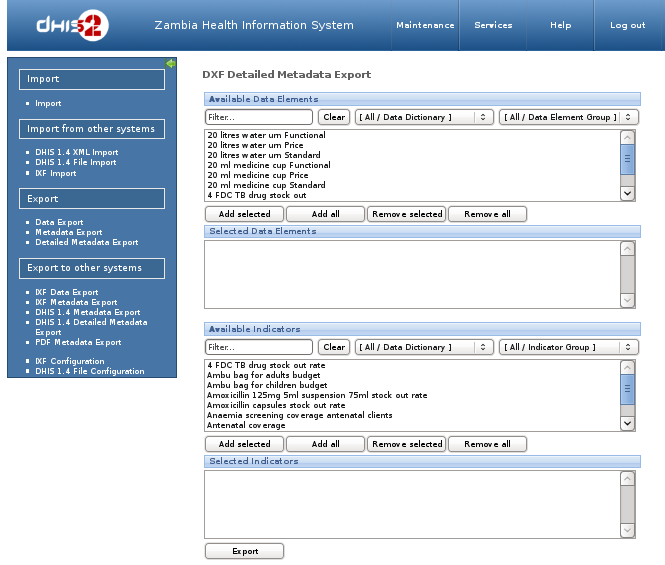 dHIS2
Zambia Health Information System
Maintenance
Services
Help
Log out
Import
Import
Import from other systems
DHIS 1.4 XML Import
DHIS 1.4 File Import
IXF Import
Export
Data Export
Metadata Export
Detailed Metadata Export
Export to other systems
IXF Data Export
IXF Metadata Export
DHIS 1.4 Metadata Export
DHIS 1.4 Detailed Metadata
Export
PDF Metadata Export
IXF Configuration
DHIS 1.4 File Configuration
DXF Detailed Metadata Export
Available Data Elements
Filter... Clear [ All / Data Dictionary ] [ All / Data Element Group ]
20 litres water urn Functional
20 litres water urn Price
20 litres water urn Standard
20 ml medicine cup Functional
20 ml medicine cup Price
20 ml medicine cup Standard
4 FDC TB drug stock out
Add selected Add all Remove selected Remove all
Selected Data Elements
Available Indicators
Filter... Clear [ All / Data Dictionary ] [ All / Indicator Group ]
4 FDC TB drug stock out rate
Ambu bag for adults budget
Ambu bag for children budget
Amoxicillin 125mg 5ml suspension 75ml stock out rate
Amoxicillin capsules stock out rate
Anaemia screening coverage antenatal clients
Antenatal coverage
Add selected Add all Remove selected Remove all
Selected Indicators
Export